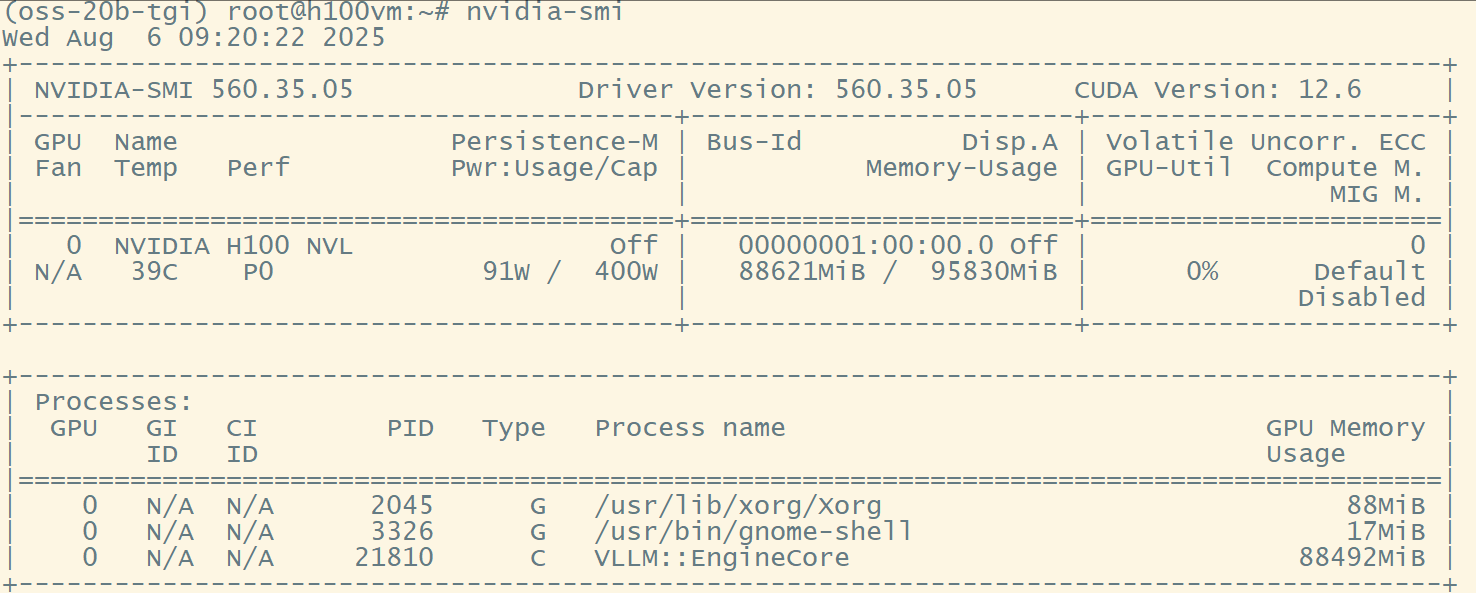 (oss-20b-tgi) root@h100vm:~# nvidia-smi
Wed Aug  6 09:20:22 2025
+-----------------------------------------------------------------------------------------+
| NVIDIA-SMI 560.35.05              Driver Version: 560.35.05      CUDA Version: 12.6     |
|-----------------------------------------+------------------------+----------------------+
| GPU  Name                 Persistence-M | Bus-Id          Disp.A | Volatile Uncorr. ECC |
| Fan  Temp   Perf          Pwr:Usage/Cap |           Memory-Usage | GPU-Util  Compute M. |
|                                         |                        |               MIG M. |
|=========================================+========================+======================|
|   0  NVIDIA H100 NVL                Off |   00000001:00:00.0 Off |                    0 |
| N/A   39C    P0             91W /  400W |   88621MiB /  95830MiB |      0%      Default |
|                                         |                        |             Disabled |
+-----------------------------------------+------------------------+----------------------+

+-----------------------------------------------------------------------------------------+
| Processes:                                                                              |
|  GPU   GI   CI        PID   Type   Process name                              GPU Memory |
|        ID   ID                                                               Usage      |
|=========================================================================================|
|    0   N/A  N/A      2045      G   /usr/lib/xorg/Xorg                             88MiB |
|    0   N/A  N/A      3326      G   /usr/bin/gnome-shell                           17MiB |
|    0   N/A  N/A     21810      C   VLLM::EngineCore                            88492MiB |
+-----------------------------------------------------------------------------------------+